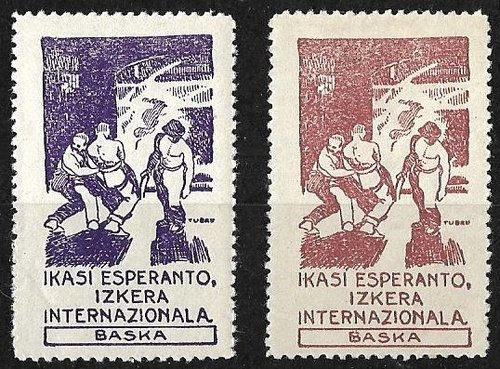 TUBAU
IKASI ESPERANTO,
IZKERA
INTERNAZIONALA.
BASKA
TUBAU
IKASI ESPERANTO,
IZKERA
INTERNAZIONALA.
BASKA